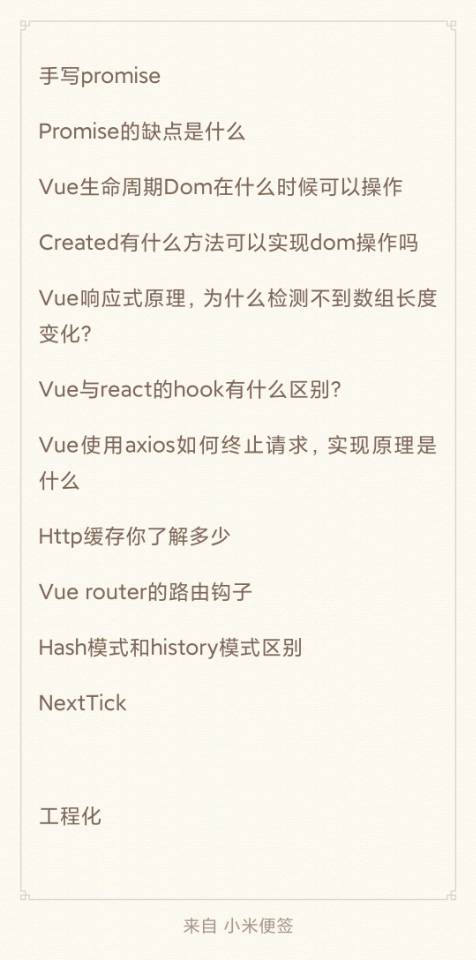 手写promise
Promise的缺点是什么
Vue生命周期Dom在什么时候可以操作
Created有什么方法可以实现dom操作吗
Vue响应式原理，为什么检测不到数组长度
变化？
Vue与react的hook有什么区别？
Vue使用axios如何终止请求，实现原理是
什么
Http缓存你了解多少
Vue router的路由钩子
Hash模式和history模式区别
NextTick
工程化
来自 小米便签